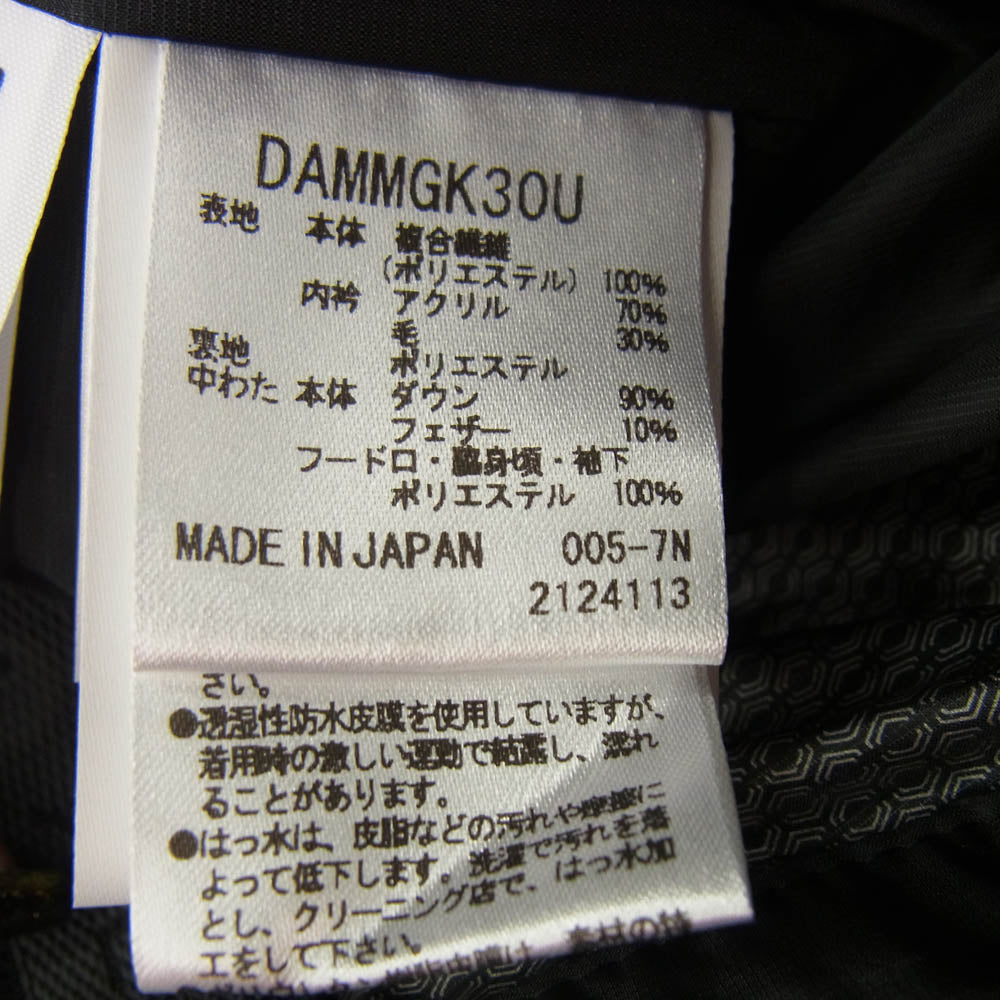 DAMMGK30U
表地 本体 複合繊維
(ポリエステル) 100%
内衿 アクリル 70%
毛 30%
裏地 ポリエステル
中わた 本体 ダウン 90%
フェザー 10%
フード口・脇身頃・袖下
ポリエステル 100%
MADE IN JAPAN 005-7N
2124113
さい。
●透湿性防水皮膜を使用していますが、
着用時の激しい運動で結露し、濡れ
ることがあります。
●はっ水は、皮脂などの汚れや摩擦に
よって低下します。洗濯で汚れを落
とし、クリーニング店で、はっ水加
工をして下さい。